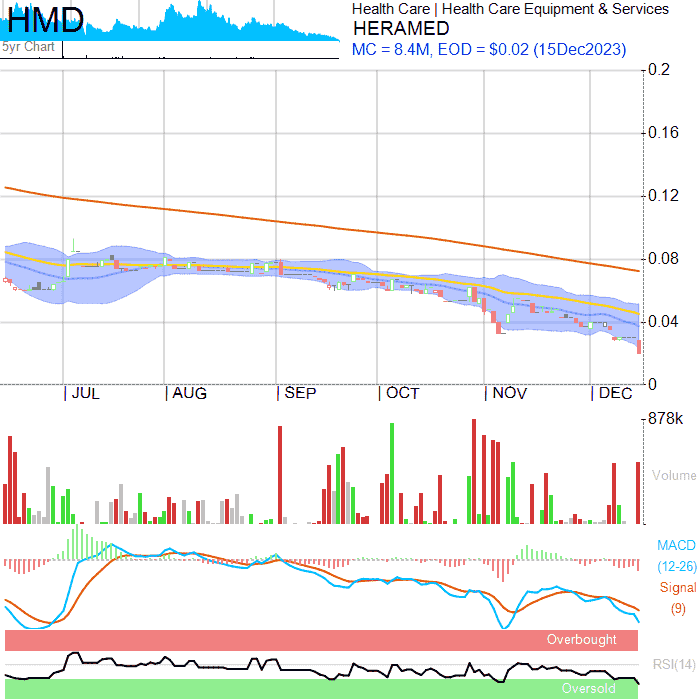 HMD
5yr Chart
Health Care | Health Care Equipment & Services
HERAMED
MC = 8.4M, EOD = $0.02 (15Dec2023)
0.2
0.16
0.12
0.08
0.04
0
| JUL | AUG | SEP | OCT | NOV | DEC
878k
Volume
MACD
(12-26)
Signal
(9)
Overbought
RSI(14)
Oversold